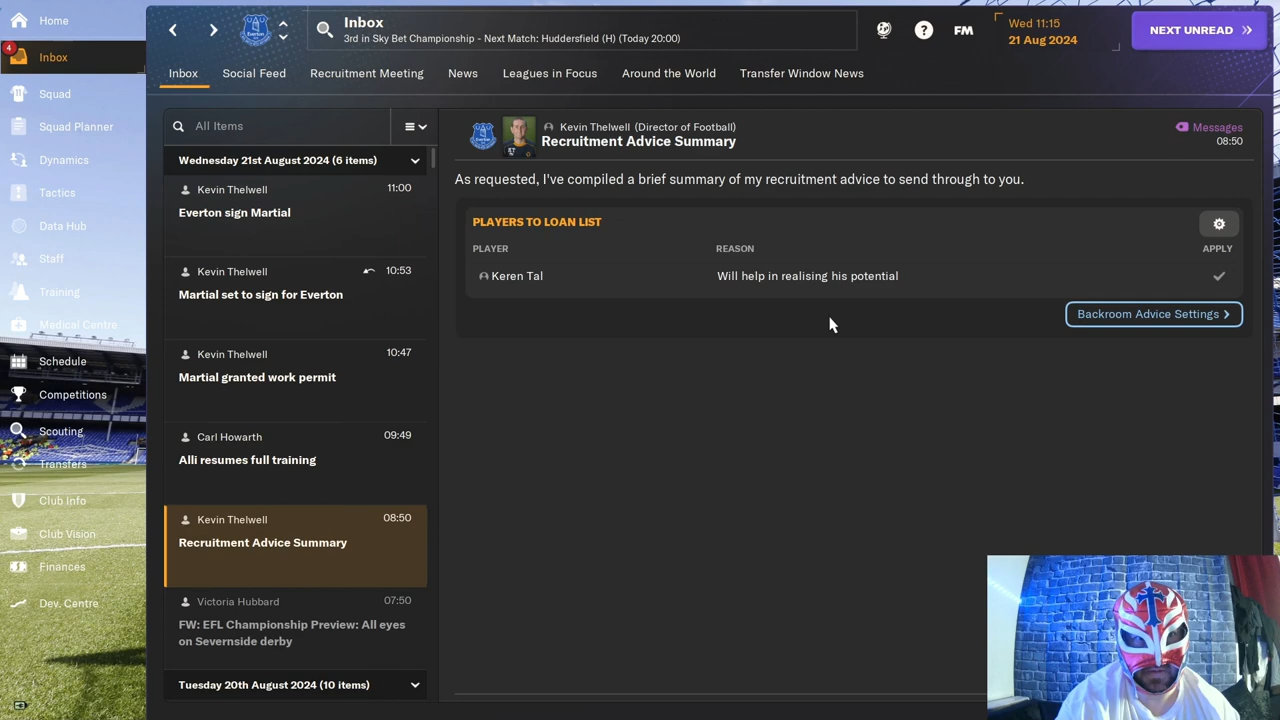 Home
4
Inbox
Squad
Squad Planner
Dynamics
Tactics
Data Hub
Staff
Training
Medical Centre
Schedule
Competitions
Scouting
Transfers
Club Info
Club Vision
Finances
Dev. Centre
Everton
Inbox
3rd in Sky Bet Championship - Next Match: Huddersfield (H) (Today 20:00)
?
FM
Wed 11:15
21 Aug 2024
NEXT UNREAD
Inbox
Social Feed
Recruitment Meeting
News
Leagues in Focus
Around the World
Transfer Window News
All Items
Wednesday 21st August 2024 (6 items)
Kevin Thelwell 11:00
Everton sign Martial
Kevin Thelwell 10:53
Martial set to sign for Everton
Kevin Thelwell 10:47
Martial granted work permit
Carl Howarth 09:49
Alli resumes full training
Kevin Thelwell 08:50
Recruitment Advice Summary
Victoria Hubbard 07:50
FW: EFL Championship Preview: All eyes
on Severnside derby
Tuesday 20th August 2024 (10 items)
Kevin Thelwell (Director of Football)
Recruitment Advice Summary
Messages
08:50
As requested, I've compiled a brief summary of my recruitment advice to send through to you.
PLAYERS TO LOAN LIST
PLAYER REASON APPLY
Keren Tal Will help in realising his potential
Backroom Advice Settings